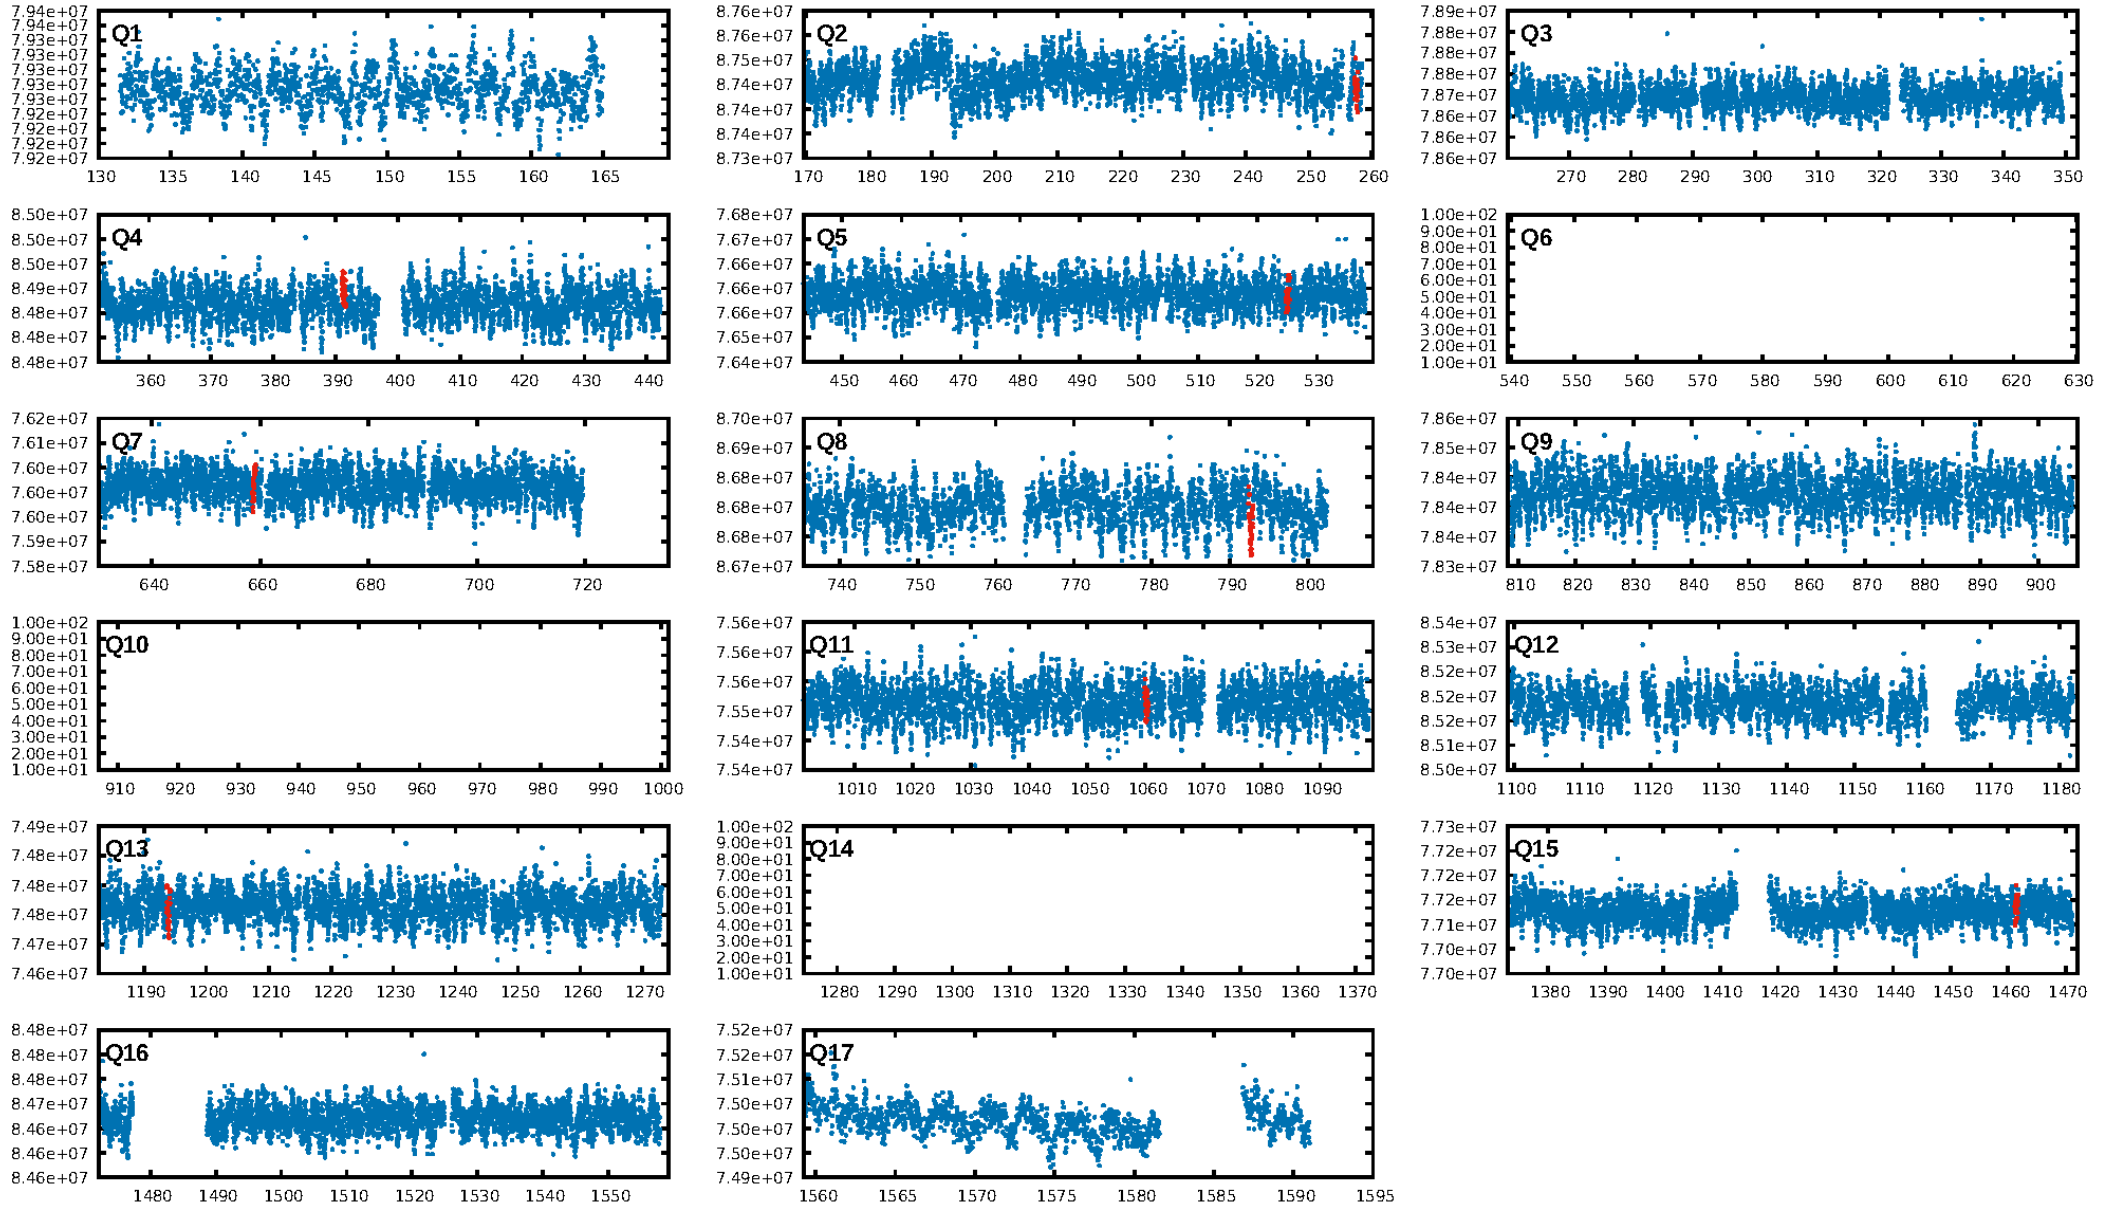 Q1
7.94e+07
7.94e+07
7.93e+07
7.93e+07
7.93e+07
7.93e+07
7.93e+07
7.92e+07
7.92e+07
7.92e+07
7.92e+07
130 135 140 145 150 155 160 165
Q2
8.76e+07
8.76e+07
8.75e+07
8.74e+07
8.74e+07
8.74e+07
8.73e+07
170 180 190 200 210 220 230 240 250 260
Q3
7.89e+07
7.88e+07
7.88e+07
7.88e+07
7.87e+07
7.86e+07
7.86e+07
7.86e+07
270 280 290 300 310 320 330 340 350
Q4
8.50e+07
8.50e+07
8.50e+07
8.49e+07
8.48e+07
8.48e+07
8.48e+07
360 370 380 390 400 410 420 430 440
Q5
7.68e+07
7.67e+07
7.66e+07
7.66e+07
7.66e+07
7.65e+07
7.64e+07
450 460 470 480 490 500 510 520 530
Q6
1.00e+02
9.00e+01
8.00e+01
7.00e+01
6.00e+01
5.00e+01
4.00e+01
3.00e+01
2.00e+01
1.00e+01
540 550 560 570 580 590 600 610 620 630
Q7
7.62e+07
7.61e+07
7.60e+07
7.60e+07
7.60e+07
7.59e+07
7.58e+07
640 660 680 700 720
Q8
8.70e+07
8.69e+07
8.68e+07
8.68e+07
8.68e+07
8.67e+07
740 750 760 770 780 790 800
Q9
7.86e+07
7.85e+07
7.84e+07
7.84e+07
7.84e+07
7.83e+07
810 820 830 840 850 860 870 880 890 900
Q10
1.00e+02
9.00e+01
8.00e+01
7.00e+01
6.00e+01
5.00e+01
4.00e+01
3.00e+01
2.00e+01
1.00e+01
910 920 930 940 950 960 970 980 990 1000
Q11
7.56e+07
7.56e+07
7.56e+07
7.55e+07
7.54e+07
7.54e+07
1010 1020 1030 1040 1050 1060 1070 1080 1090
Q12
8.54e+07
8.53e+07
8.52e+07
8.52e+07
8.52e+07
8.51e+07
8.50e+07
1100 1110 1120 1130 1140 1150 1160 1170 1180
Q13
7.49e+07
7.48e+07
7.48e+07
7.48e+07
7.47e+07
7.46e+07
1190 1200 1210 1220 1230 1240 1250 1260 1270
Q14
1.00e+02
9.00e+01
8.00e+01
7.00e+01
6.00e+01
5.00e+01
4.00e+01
3.00e+01
2.00e+01
1.00e+01
1280 1290 1300 1310 1320 1330 1340 1350 1360 1370
Q15
7.73e+07
7.72e+07
7.72e+07
7.72e+07
7.71e+07
7.70e+07
7.70e+07
1380 1390 1400 1410 1420 1430 1440 1450 1460 1470
Q16
8.48e+07
8.48e+07
8.48e+07
8.47e+07
8.46e+07
8.46e+07
8.46e+07
1480 1490 1500 1510 1520 1530 1540 1550
Q17
7.52e+07
7.52e+07
7.51e+07
7.50e+07
7.50e+07
7.50e+07
7.49e+07
1560 1565 1570 1575 1580 1585 1590 1595